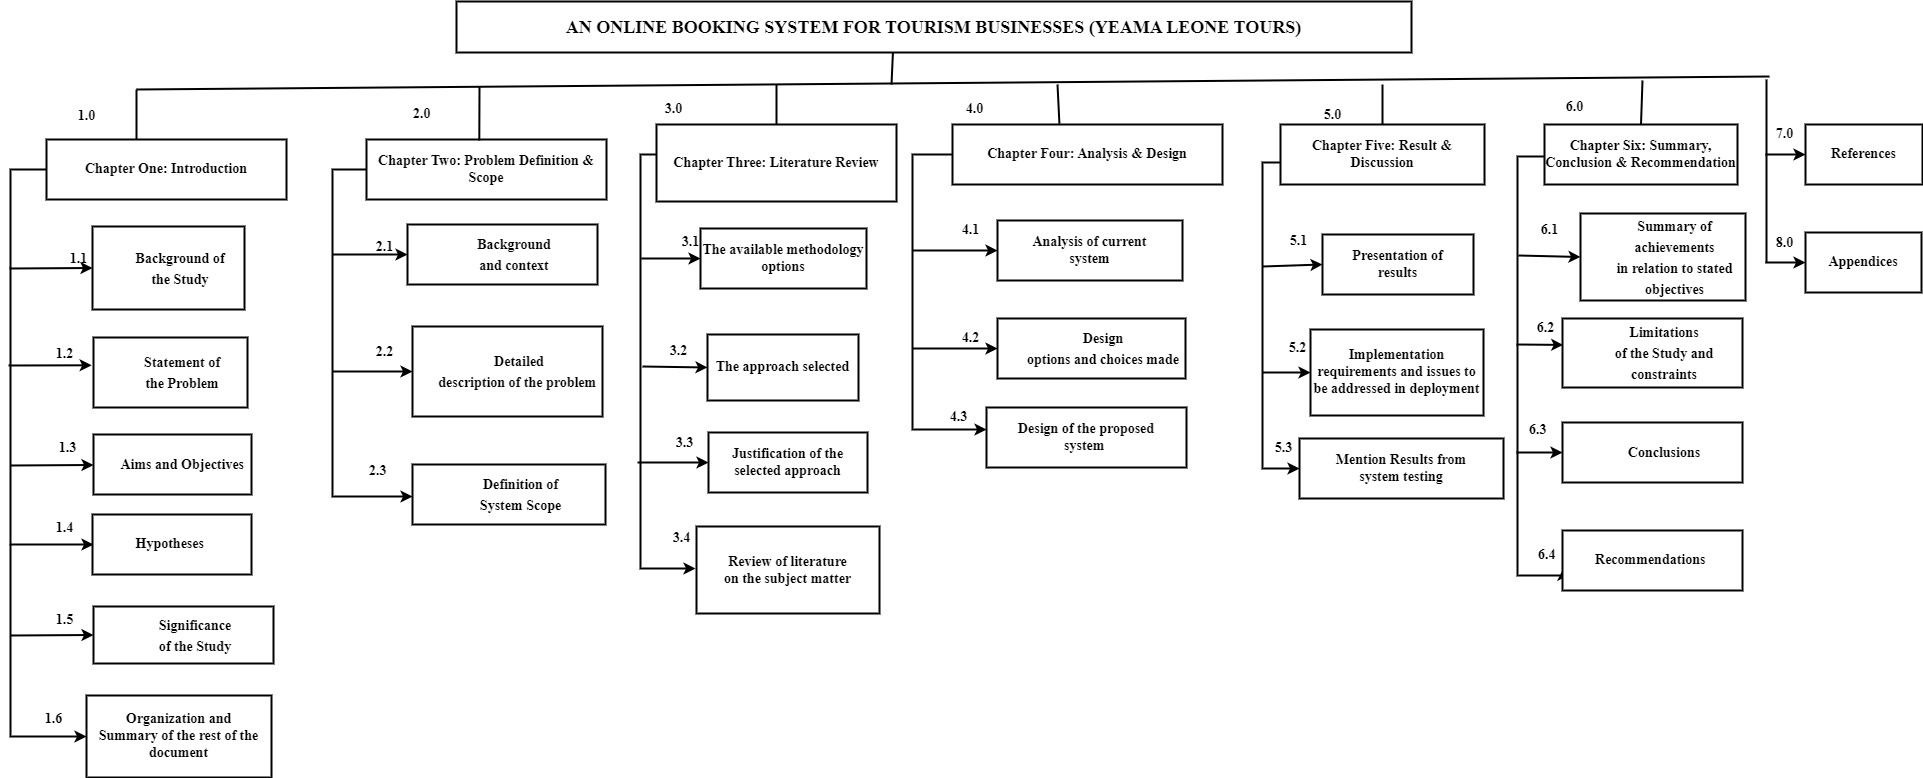 AN ONLINE BOOKING SYSTEM FOR TOURISM BUSINESSES (YEAMA LEONE TOURS)
1.0
Chapter One: Introduction
1.1
Background of
the Study
1.2
Statement of
the Problem
1.3
Aims and Objectives
1.4
Hypotheses
1.5
Significance
of the Study
1.6
Organization and
Summary of the rest of the
document
2.0
Chapter Two: Problem Definition &
Scope
2.1
Background
and context
2.2
Detailed
description of the problem
2.3
Definition of
System Scope
3.0
Chapter Three: Literature Review
3.1
The available methodology
options
3.2
The approach selected
3.3
Justification of the
selected approach
3.4
Review of literature
on the subject matter
4.0
Chapter Four: Analysis & Design
4.1
Analysis of current
system
4.2
Design
options and choices made
4.3
Design of the proposed
system
5.0
Chapter Five: Result &
Discussion
5.1
Presentation of
results
5.2
Implementation
requirements and issues to
be addressed in deployment
5.3
Mention Results from
system testing
6.0
Chapter Six: Summary,
Conclusion & Recommendation
6.1
Summary of
achievements
in relation to stated
objectives
6.2
Limitations
of the Study and
constraints
6.3
Conclusions
6.4
Recommendations
7.0
References
8.0
Appendices